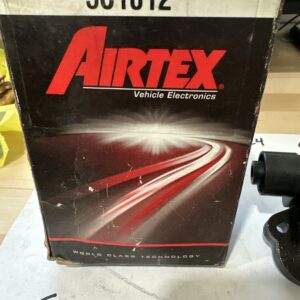 AIRTEX®
Vehicle Electronics
WORLD CLASS TECHNOLOGY